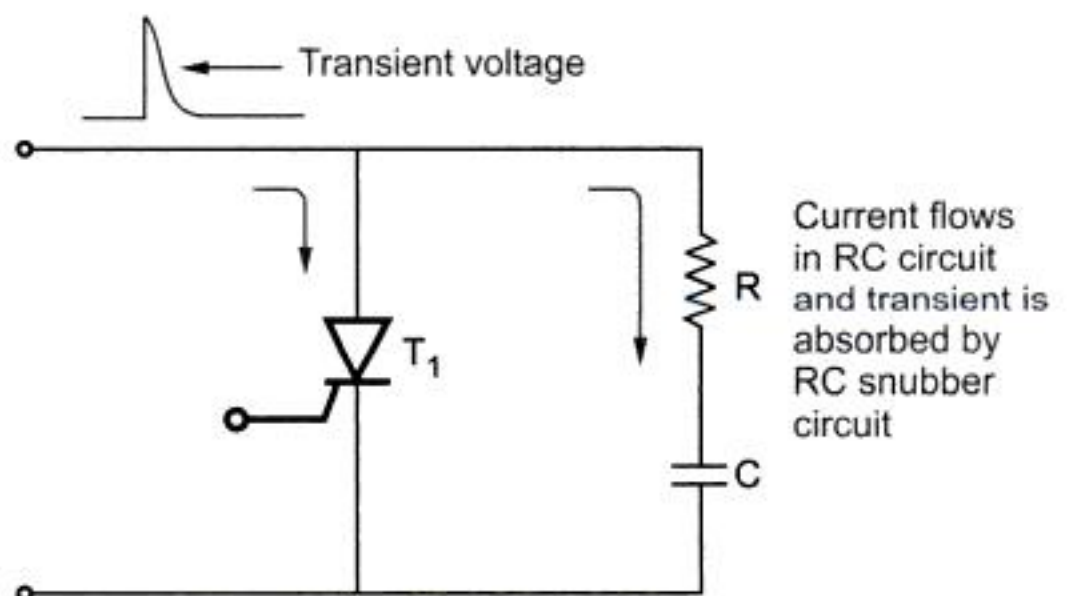 Transient voltage
Current flows
in RC circuit
R
and transient is
T1
absorbed by
RC snubber
circuit
C